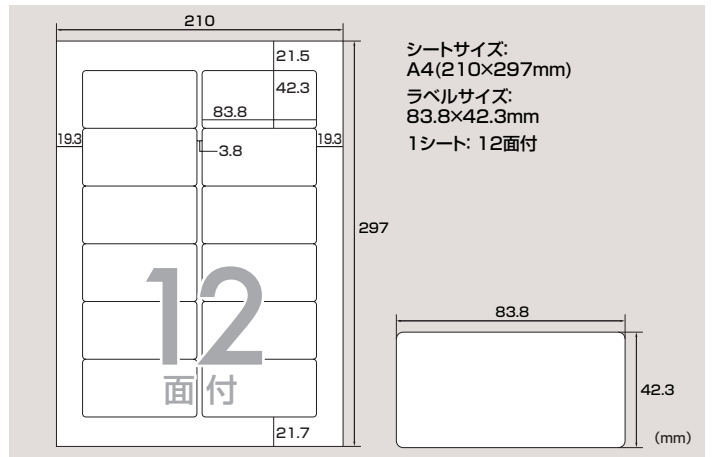 210
21.5
42.3
83.8
19.3
19.3
3.8
297
12
面付
21.7
シートサイズ:
A4(210×297mm)
ラベルサイズ:
83.8×42.3mm
1シート: 12面付
83.8
42.3
(mm)